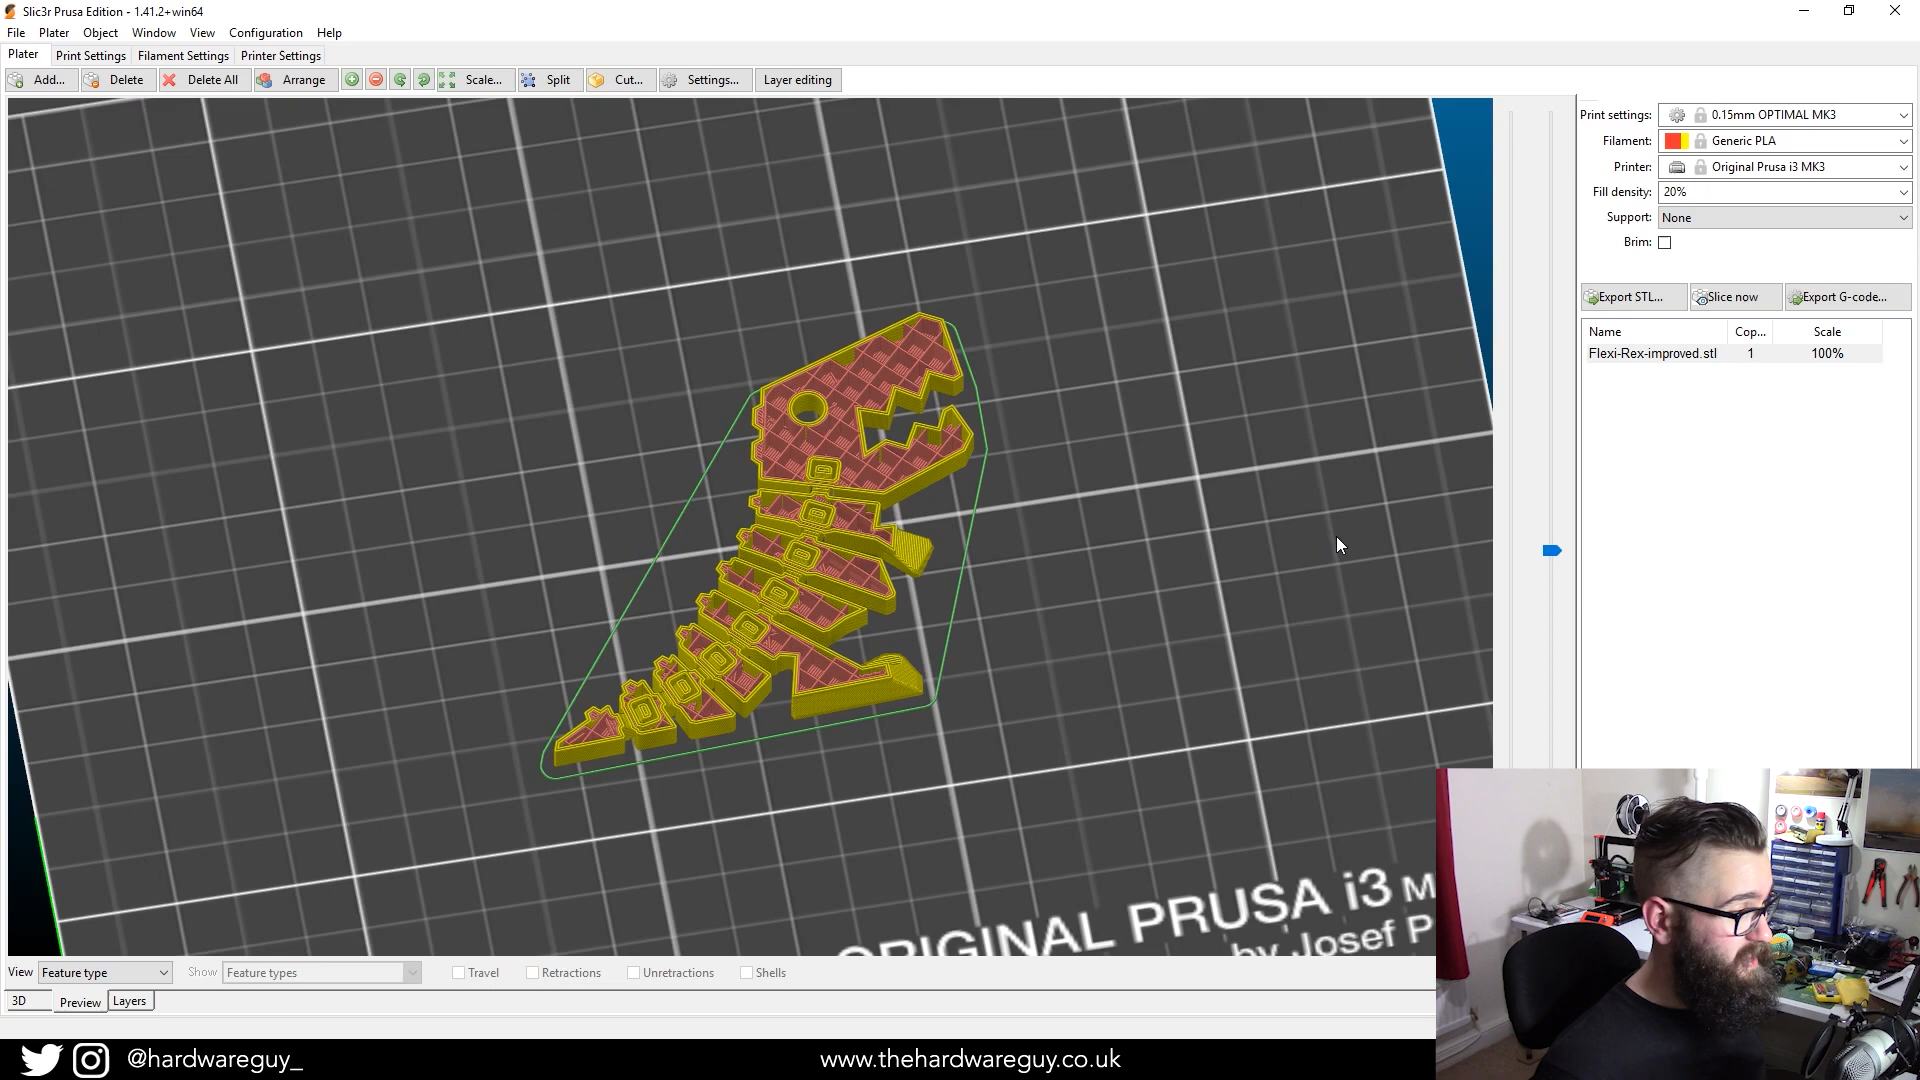 Slic3r Prusa Edition - 1.41.2+win64
File Plater Object Window View Configuration Help
Plater Print Settings Filament Settings Printer Settings
Add... Delete Delete All Arrange Scale... Split Cut... Settings... Layer editing
Print settings: 0.15mm OPTIMAL MK3
Filament: Generic PLA
Printer: Original Prusa i3 MK3
Fill density: 20%
Support: None
Brim:
Export STL... Slice now Export G-code...
Name Cop... Scale
Flexi-Rex-improved.stl 1 100%
ORIGINAL PRUSA i3 M
by Josef P
View Feature type Show Feature types Travel Retractions Unretractions Shells
3D Preview Layers
@hardwareguy_ www.thehardwareguy.co.uk